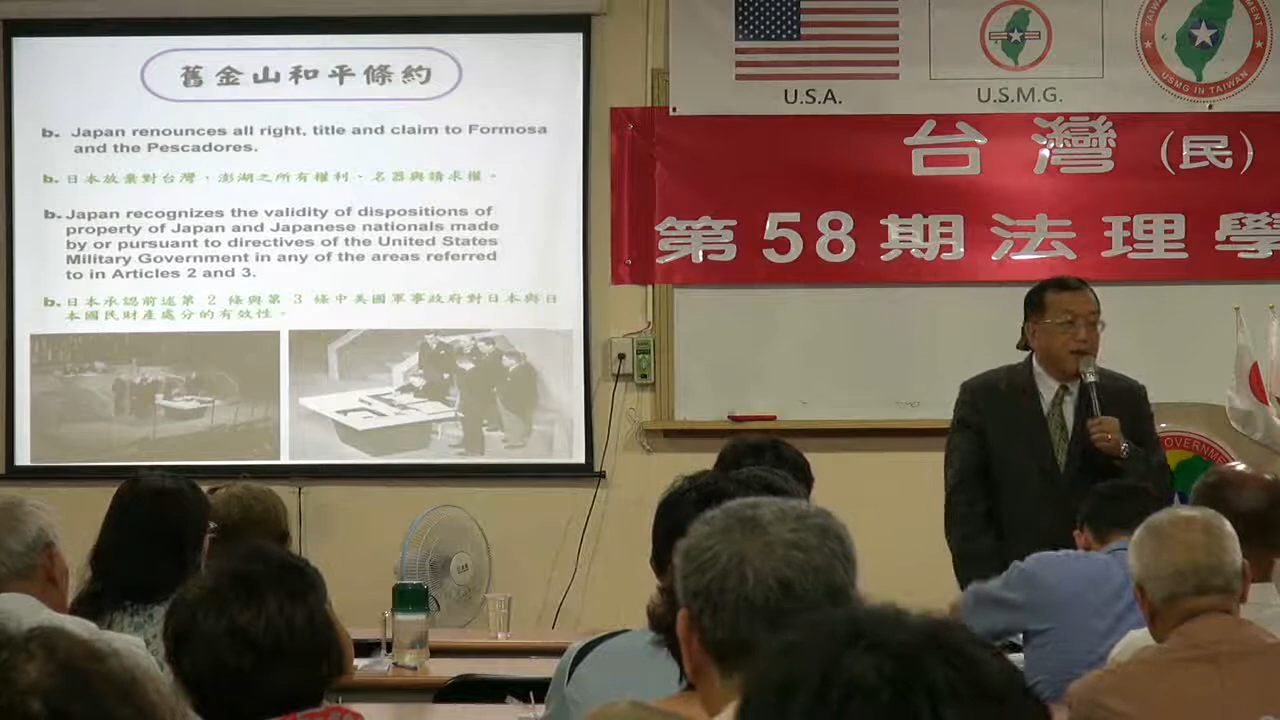 舊金山和平條約
b. Japan renounces all right, title and claim to Formosa
and the Pescadores.
b. 日本放棄對台灣、澎湖之所有權利、名器與請求權。
b. Japan recognizes the validity of dispositions of
property of Japan and Japanese nationals made
by or pursuant to directives of the United States
Military Government in any of the areas referred
to in Articles 2 and 3.
b. 日本承認前述第 2 條與第 3 條中美國軍事政府對日本與日
本國民財產處分的有效性。
U.S.A.
U.S.M.G.
USMG IN TAIWAN
台灣(民)
第58期法理學